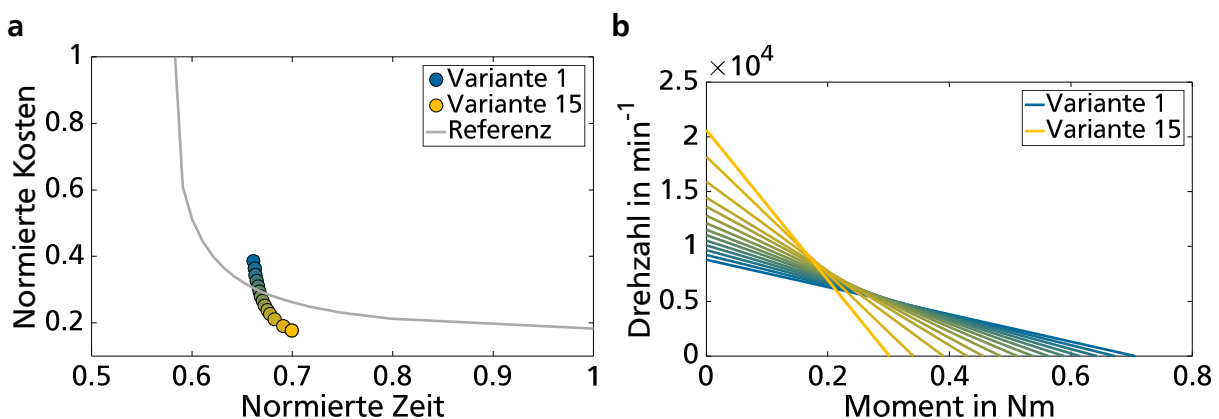 a
1
0.8
0.6
0.4
0.2
Normierte Kosten
0.5 0.6 0.7 0.8 0.9 1
Normierte Zeit
Variante 1
Variante 15
Referenz
b
×10⁴
2.5
2
1.5
1
0.5
0
Drehzahl in min⁻¹
0 0.2 0.4 0.6 0.8
Moment in Nm
Variante 1
Variante 15